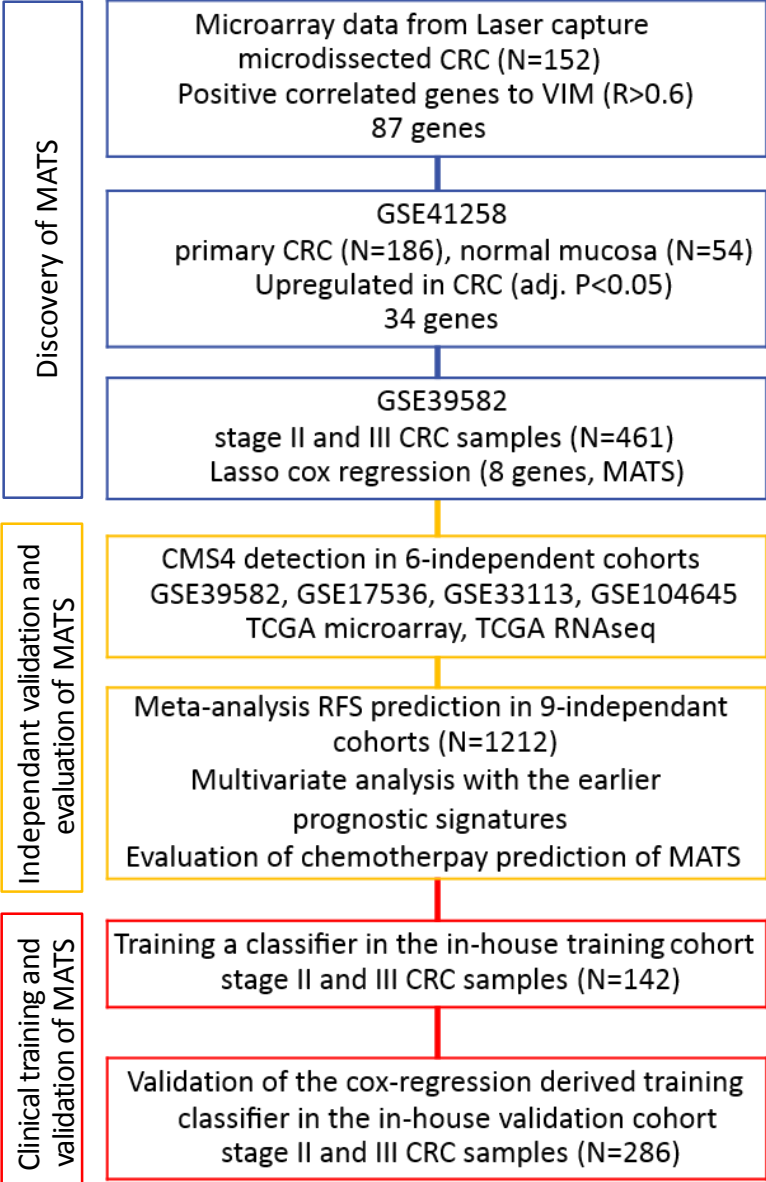 Discovery of MATS
Microarray data from Laser capture
microdissected CRC (N=152)
Positive correlated genes to VIM (R>0.6)
87 genes
GSE41258
primary CRC (N=186), normal mucosa (N=54)
Upregulated in CRC (adj. P<0.05)
34 genes
GSE39582
stage II and III CRC samples (N=461)
Lasso cox regression (8 genes, MATS)
Independant validation and
evaluation of MATS
CMS4 detection in 6-independent cohorts
GSE39582, GSE17536, GSE33113, GSE104645
TCGA microarray, TCGA RNAseq
Meta-analysis RFS prediction in 9-independant
cohorts (N=1212)
Multivariate analysis with the earlier
prognostic signatures
Evaluation of chemotherpay prediction of MATS
Clinical training and
validation of MATS
Training a classifier in the in-house training cohort
stage II and III CRC samples (N=142)
Validation of the cox-regression derived training
classifier in the in-house validation cohort
stage II and III CRC samples (N=286)